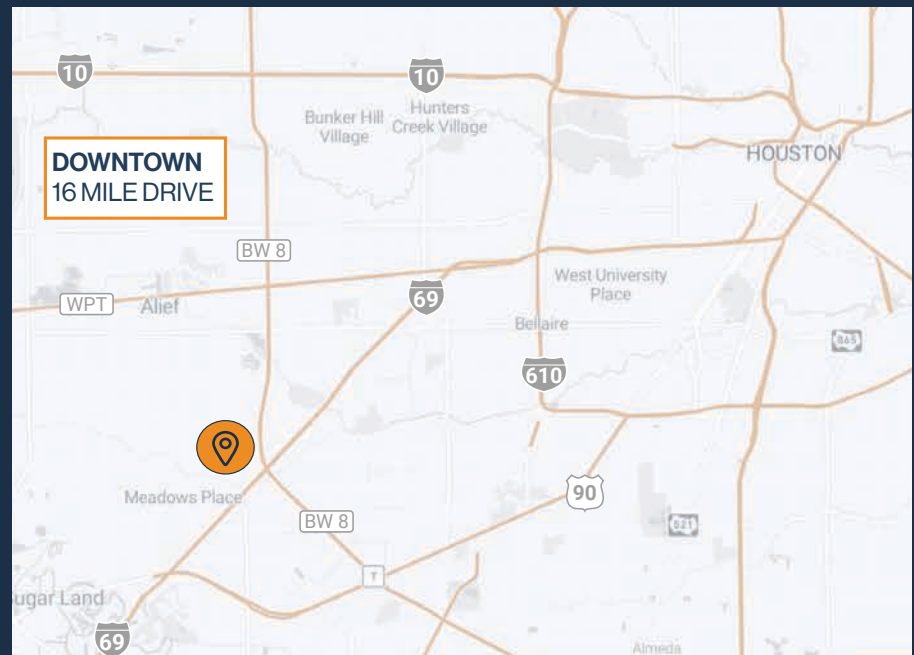 10
10
Bunker Hill
Village
Hunters
Creek Village
DOWNTOWN
16 MILE DRIVE
HOUSTON
BW 8
WPT
Alief
69
West University
Place
Bellaire
865
610
90
Meadows Place
BW 8
521
T
ugar Land
69
Almeda